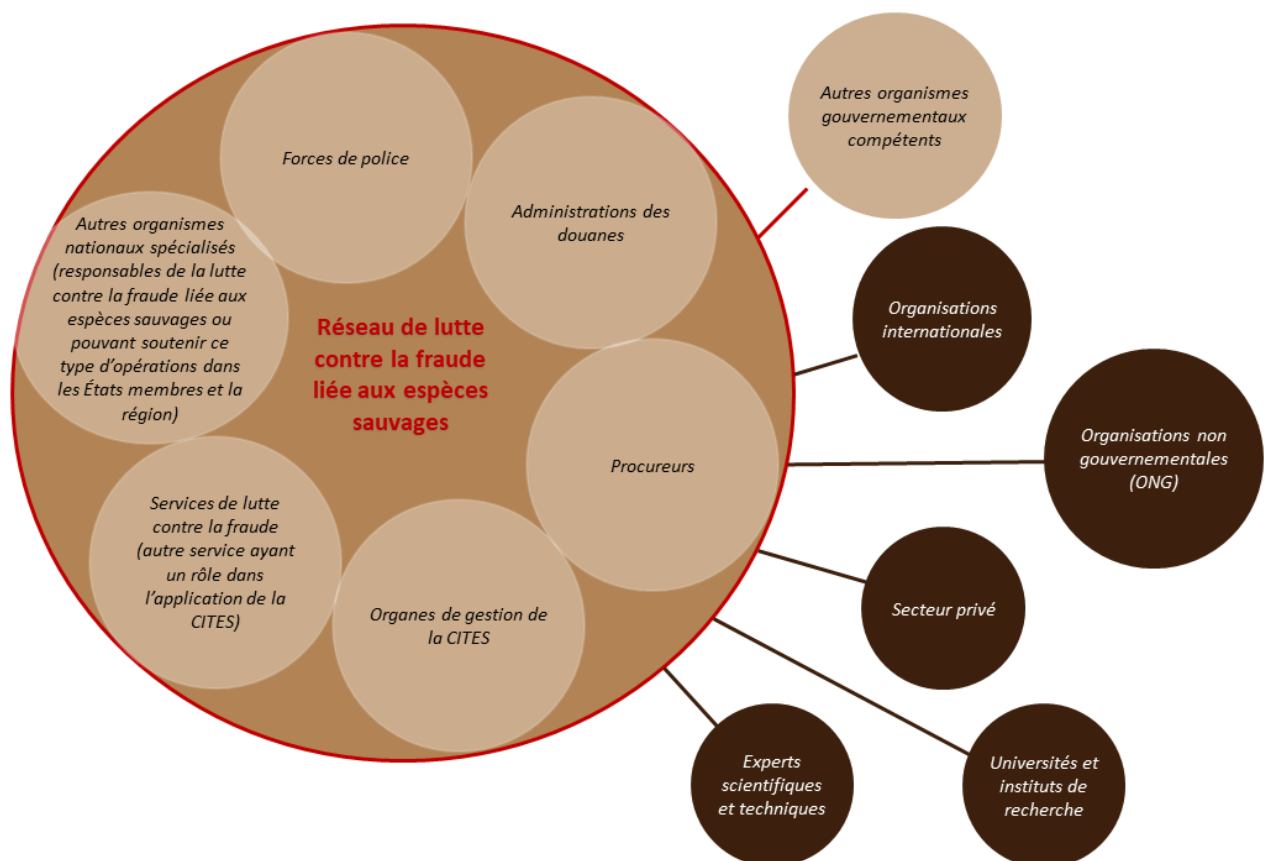 Forces de police
Administrations des
douanes
Autres organismes
nationaux spécialisés
(responsables de la lutte
contre la fraude liée aux
espèces sauvages ou
pouvant soutenir ce
type d'opérations dans
les États membres et la
région)
Réseau de lutte
contre la fraude
liée aux espèces
sauvages
Procureurs
Services de lutte
contre la fraude
(autre service ayant
un rôle dans
l'application de la
CITES)
Organes de gestion de
la CITES
Autres organismes
gouvernementaux
compétents
Organisations
internationales
Organisations non
gouvernementales
(ONG)
Secteur privé
Universités et
instituts de
recherche
Experts
scientifiques
et techniques